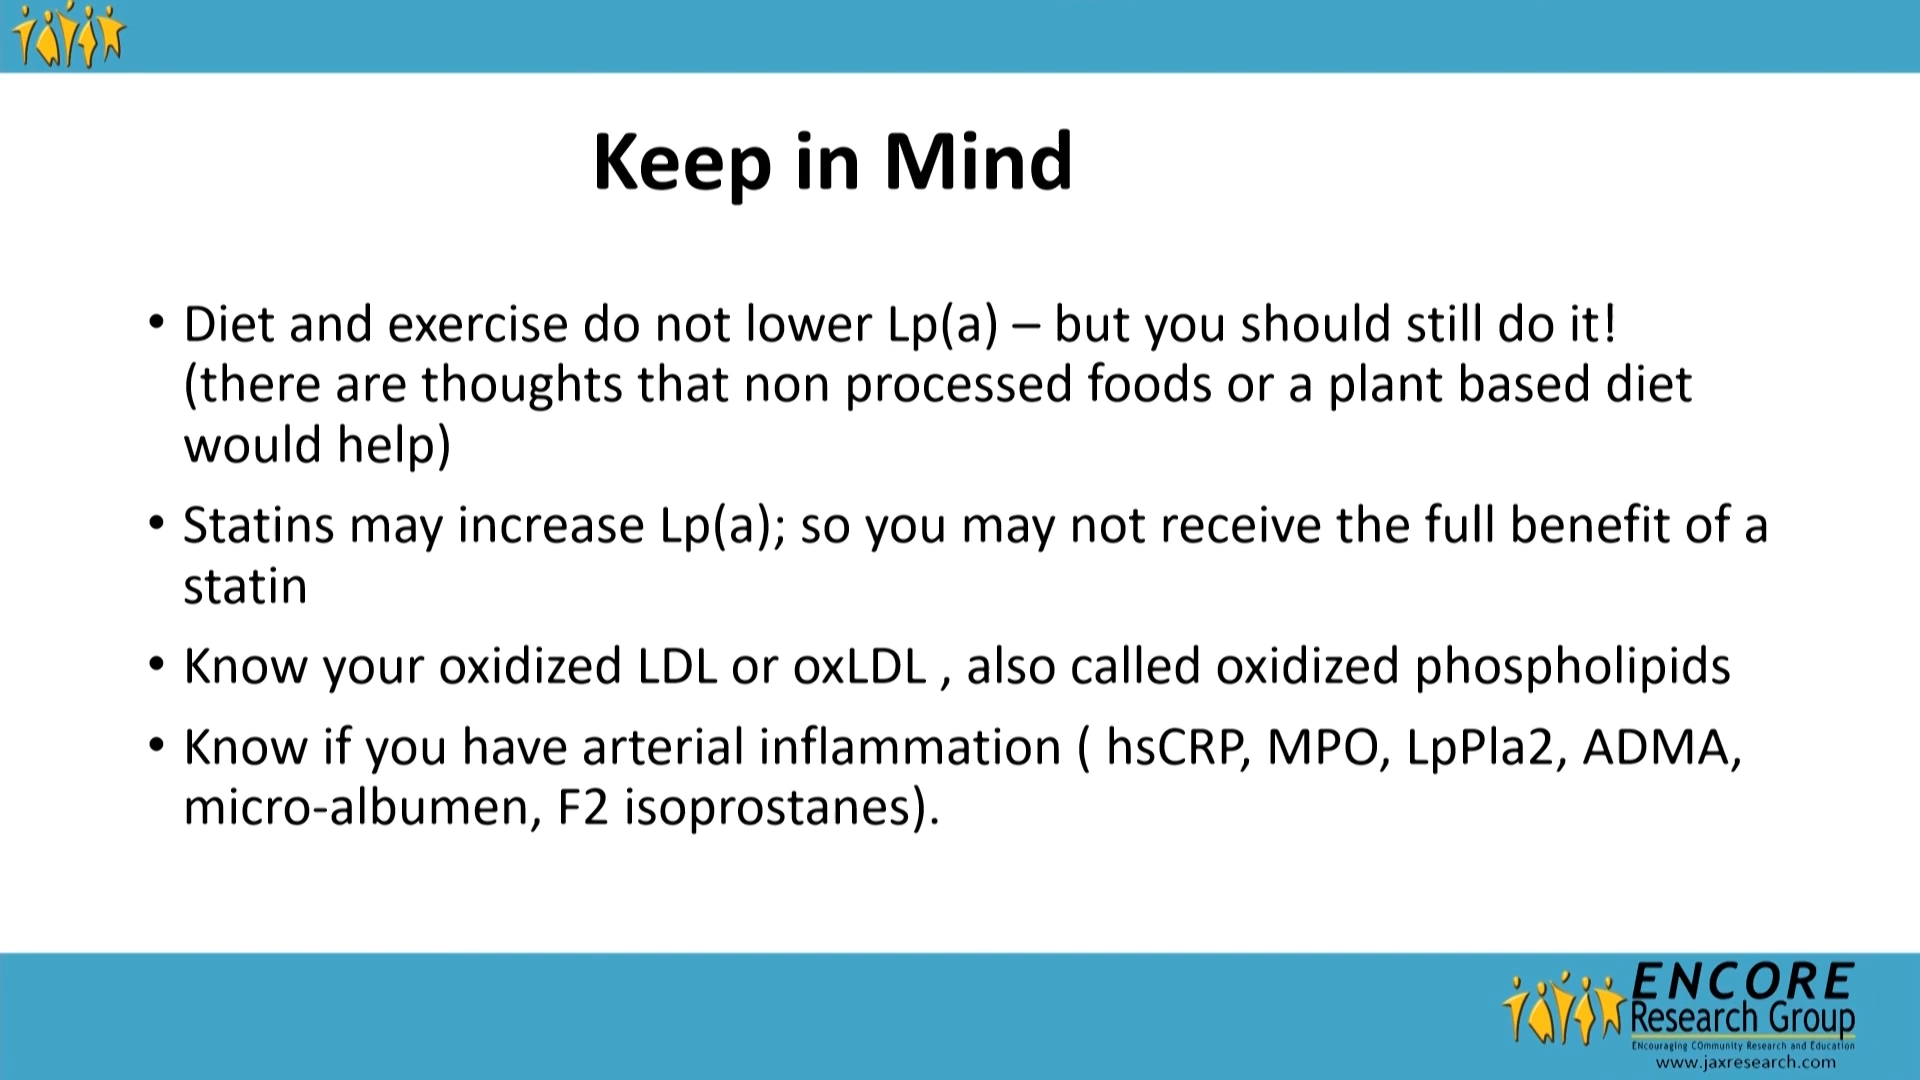 Keep in Mind
• Diet and exercise do not lower Lp(a) – but you should still do it!
(there are thoughts that non processed foods or a plant based diet
would help)
• Statins may increase Lp(a); so you may not receive the full benefit of a
statin
• Know your oxidized LDL or oxLDL , also called oxidized phospholipids
• Know if you have arterial inflammation ( hsCRP, MPO, LpPla2, ADMA,
micro-albumen, F2 isoprostanes).
ENCORE
Research Group
ENcouraging COmmunity Research and Education
www.jaxresearch.com